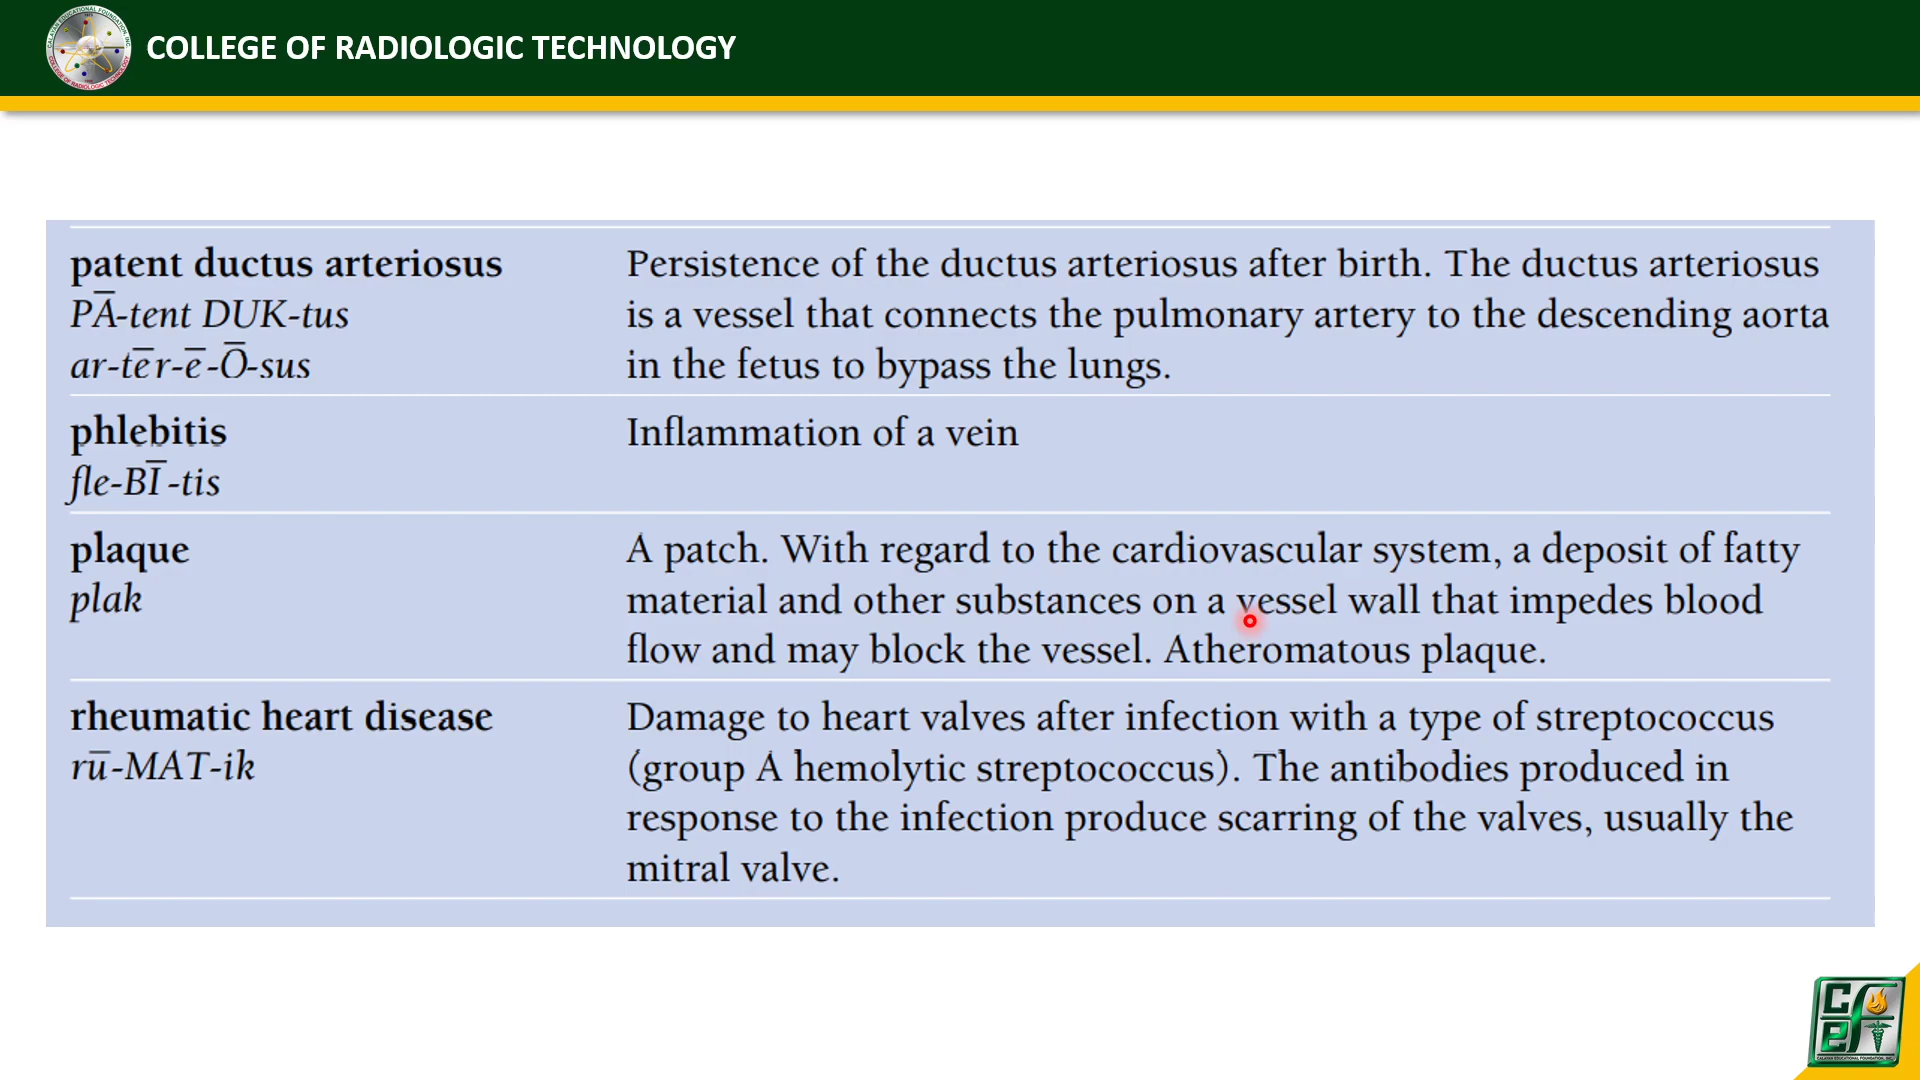 COLLEGE OF RADIOLOGIC TECHNOLOGY
patent ductus arteriosus
PĀ-tent DUK-tus
ar-tēr-ē-Ō-sus
Persistence of the ductus arteriosus after birth. The ductus arteriosus
is a vessel that connects the pulmonary artery to the descending aorta
in the fetus to bypass the lungs.
phlebitis
fle-BĪ-tis
Inflammation of a vein
plaque
plak
A patch. With regard to the cardiovascular system, a deposit of fatty
material and other substances on a vessel wall that impedes blood
flow and may block the vessel. Atheromatous plaque.
rheumatic heart disease
rū-MAT-ik
Damage to heart valves after infection with a type of streptococcus
(group A hemolytic streptococcus). The antibodies produced in
response to the infection produce scarring of the valves, usually the
mitral valve.
CALAYAN EDUCATIONAL FOUNDATION, INC.